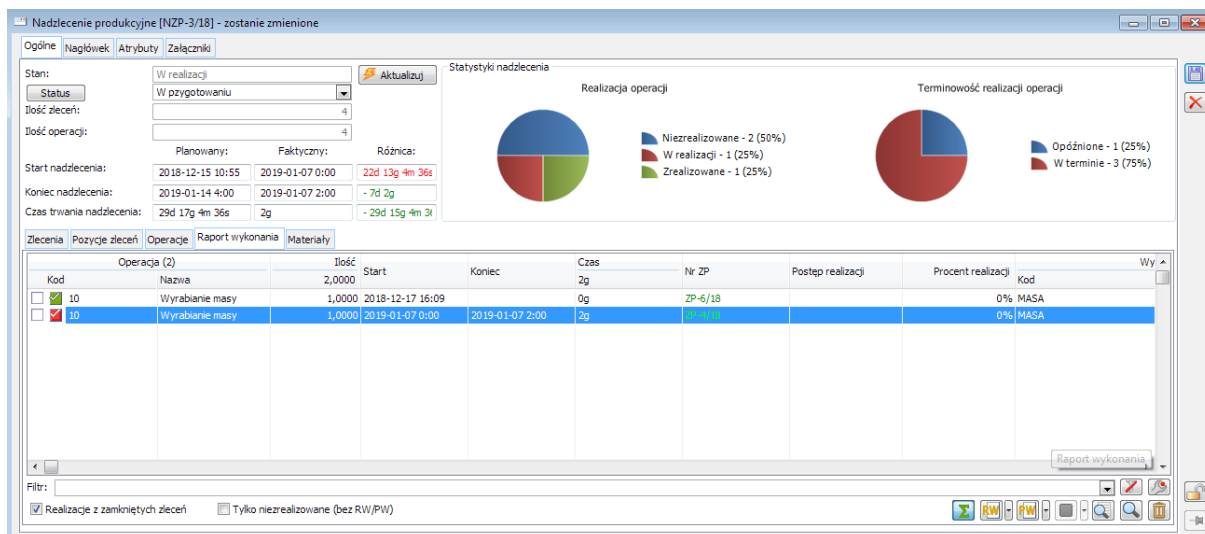 Nadzlecenie produkcyjne [NZP-3/18] - zostanie zmienione
Ogólne Nagłówek Atrybuty Załączniki
Stan: W realizacji Aktualizuj
Status W pzygotowaniu
Ilość zleceń: 4
Ilość operacji: 4
Planowany: Faktyczny: Różnica:
Start nadzlecenia: 2018-12-15 10:55 2019-01-07 0:00 22d 13g 4m 36s
Koniec nadzlecenia: 2019-01-14 4:00 2019-01-07 2:00 - 7d 2g
Czas trwania nadzlecenia: 29d 17g 4m 36s 2g - 29d 15g 4m
Statystyki nadzlecenia
Realizacja operacji
Niezrealizowane - 2 (50%)
W realizacji - 1 (25%)
Zrealizowane - 1 (25%)
Terminowość realizacji operacji
Opóźnione - 1 (25%)
W terminie - 3 (75%)
Zlecenia Pozycje zleceń Operacje Raport wykonania Materiały
Operacja (2) Ilość Start Koniec Czas Nr ZP Postęp realizacji Procent realizacji Wy
Kod Nazwa 2,0000 2g Kod
10 Wyrabianie masy 1,0000 2018-12-17 16:09 0g ZP-6/18 0% MASA
10 Wyrabianie masy 1,0000 2019-01-07 0:00 2019-01-07 2:00 2g ZP-4/18 0% MASA
Raport wykonania
Filtr:
Realizacje z zamkniętych zleceń Tylko niezrealizowane (bez RW/PW)
Σ RW PW